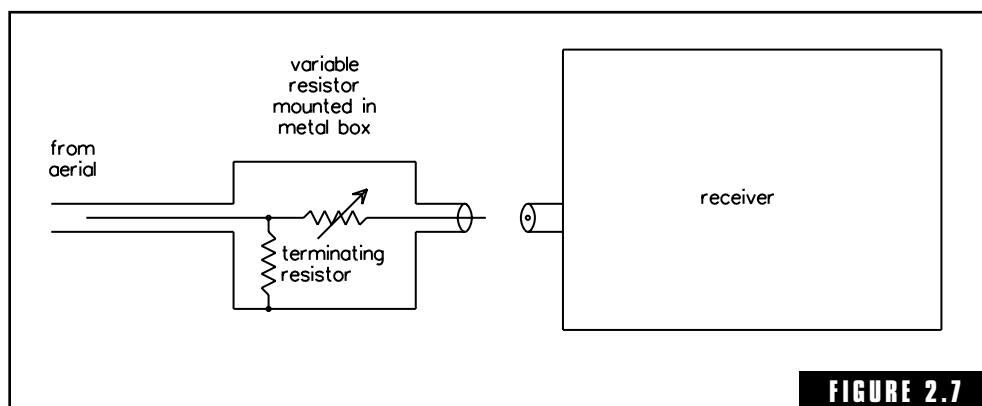 variable
resistor
mounted in
metal box
from
aerial
receiver
terminating
resistor
FIGURE 2.7